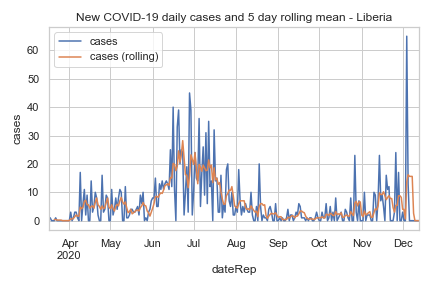 New COVID-19 daily cases and 5 day rolling mean - Liberia
cases
cases (rolling)
60
50
40
30
20
10
0
cases
Apr May Jun Jul Aug Sep Oct Nov Dec
2020
dateRep